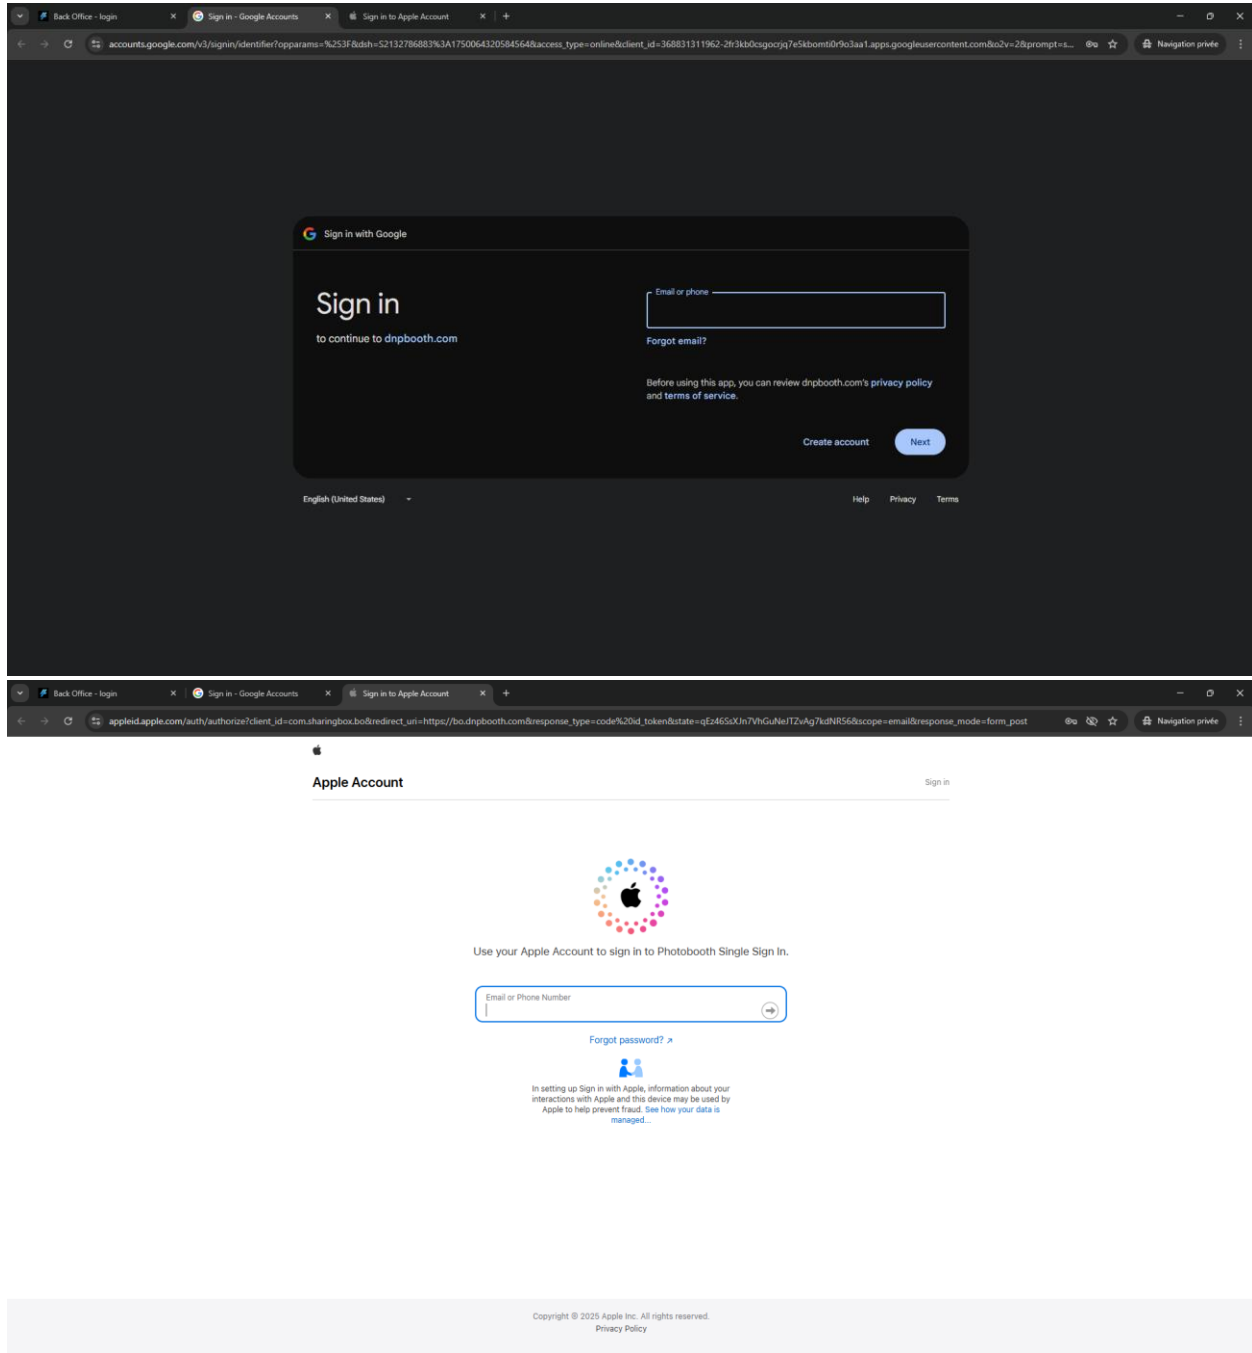 Back Office - login
Sign in - Google Accounts
Sign in to Apple Account
accounts.google.com/v3/signin/identifier?opparams=%253F&dsh=S2132786883%3A1750064320584564&access_type=online&client_id=368831311962-2fr3kb0csgocrjq7e5kbomti0r9o3aa1.apps.googleusercontent.com&o2v=2&prompt=s...
Navigation privée
Sign in with Google
Sign in
to continue to dnpbooth.com
Email or phone
Forgot email?
Before using this app, you can review dnpbooth.com's privacy policy
and terms of service.
Create account
Next
English (United States)
Help Privacy Terms
Back Office - login
Sign in - Google Accounts
Sign in to Apple Account
appleid.apple.com/auth/authorize?client_id=com.sharingbox.bo&redirect_uri=https://bo.dnpbooth.com&response_type=code%20id_token&state=qEz46SsXJn7VhGuNeJTZvAg7kdNR56&scope=email&response_mode=form_post
Navigation privée
Apple Account
Sign in
Use your Apple Account to sign in to Photobooth Single Sign In.
Email or Phone Number
Forgot password? ↗
In setting up Sign in with Apple, information about your
interactions with Apple and this device may be used by
Apple to help prevent fraud. See how your data is
managed...
Copyright © 2025 Apple Inc. All rights reserved.
Privacy Policy